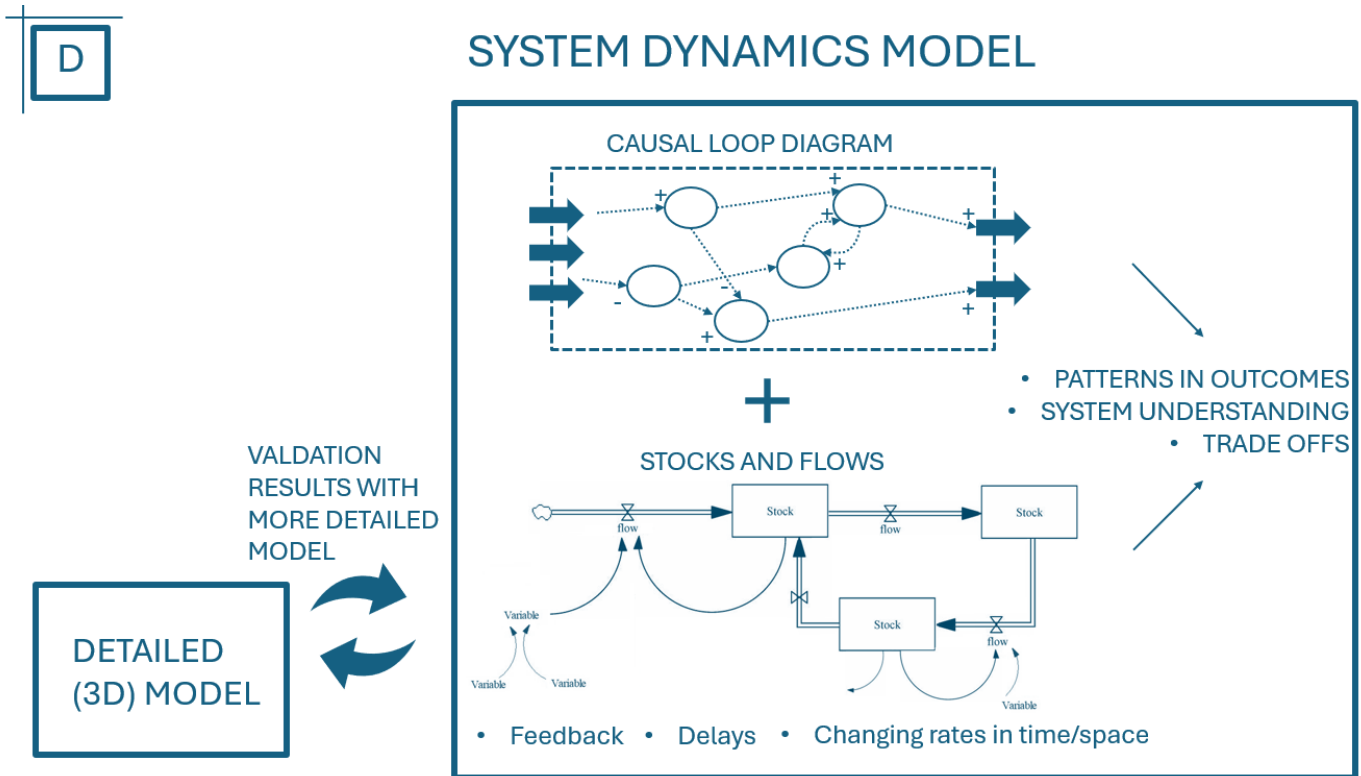 D
SYSTEM DYNAMICS MODEL
CAUSAL LOOP DIAGRAM
+
+
+
+
+
-
-
+
+
+
STOCKS AND FLOWS
• PATTERNS IN OUTCOMES
• SYSTEM UNDERSTANDING
• TRADE OFFS
VALDATION
RESULTS WITH
MORE DETAILED
MODEL
DETAILED
(3D) MODEL
Stock
Stock
flow
flow
Stock
flow
Variable
Variable
Variable
Variable
• Feedback • Delays • Changing rates in time/space